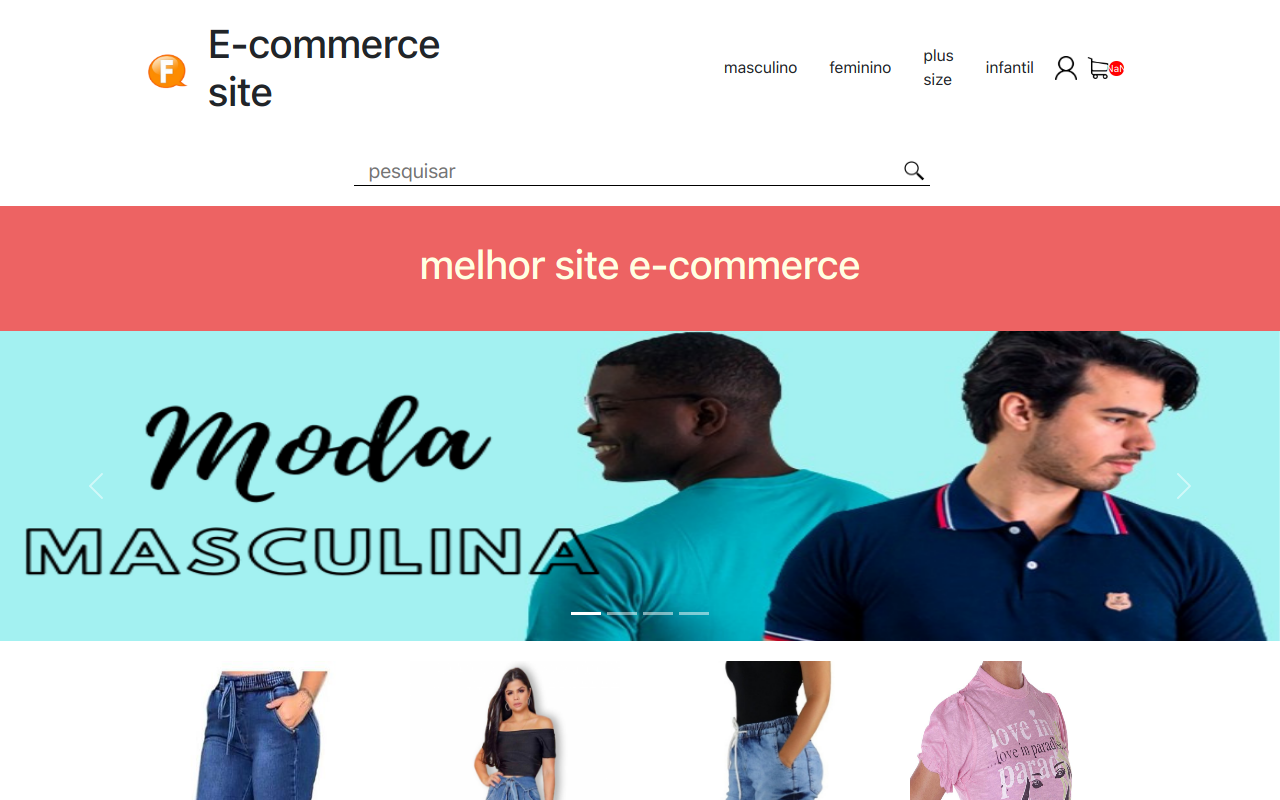 F
E-commerce
site
masculino
feminino
plus
size
infantil
NaN
pesquisar
melhor site e-commerce
Moda
MASCULINA
love in
...love in paradise...
parad